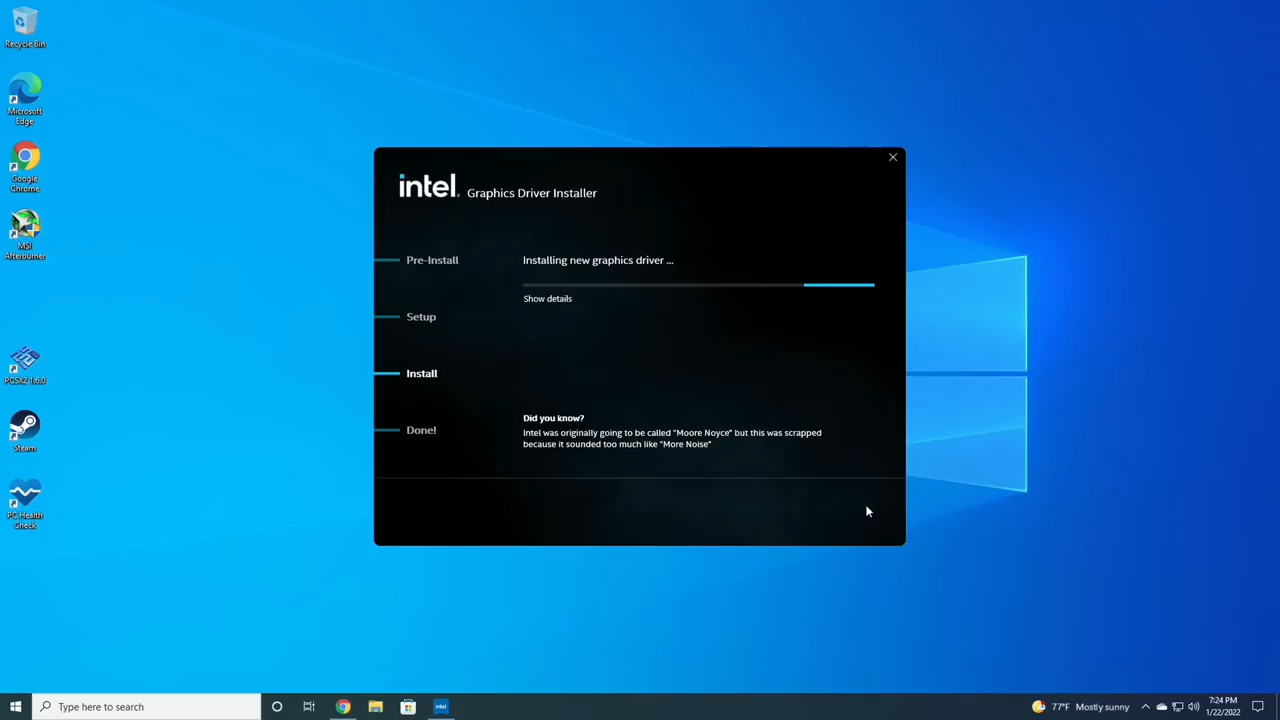 Recycle Bin
Microsoft
Edge
Google
Chrome
MSI
Afterburner
PCSX2 1.6.0
Steam
PC Health
Check
intel. Graphics Driver Installer
Pre-Install
Setup
Install
Done!
Installing new graphics driver ...
Show details
Did you know?
Intel was originally going to be called "Moore Noyce" but this was scrapped
because it sounded too much like "More Noise"
Type here to search
intel
77°F Mostly sunny
7:24 PM
1/22/2022